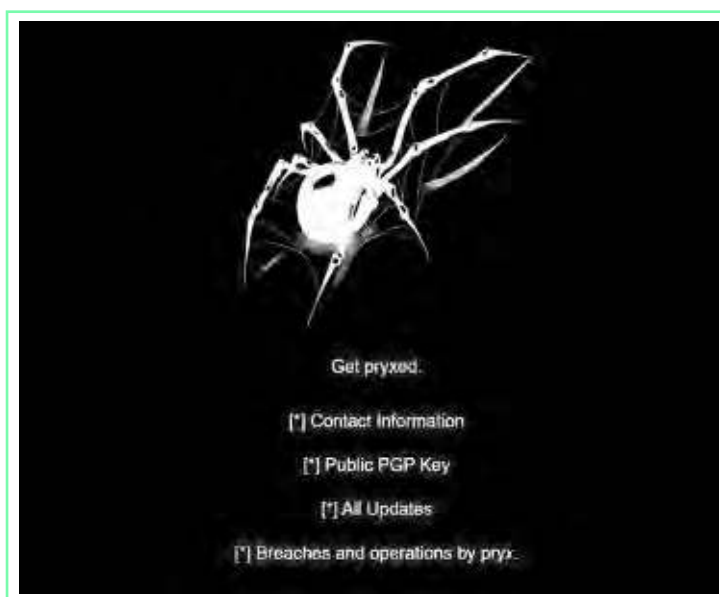 Get pryxed.
[*] Contact Information
[*] Public PGP Key
[*] All Updates
[*] Breaches and operations by pryx.